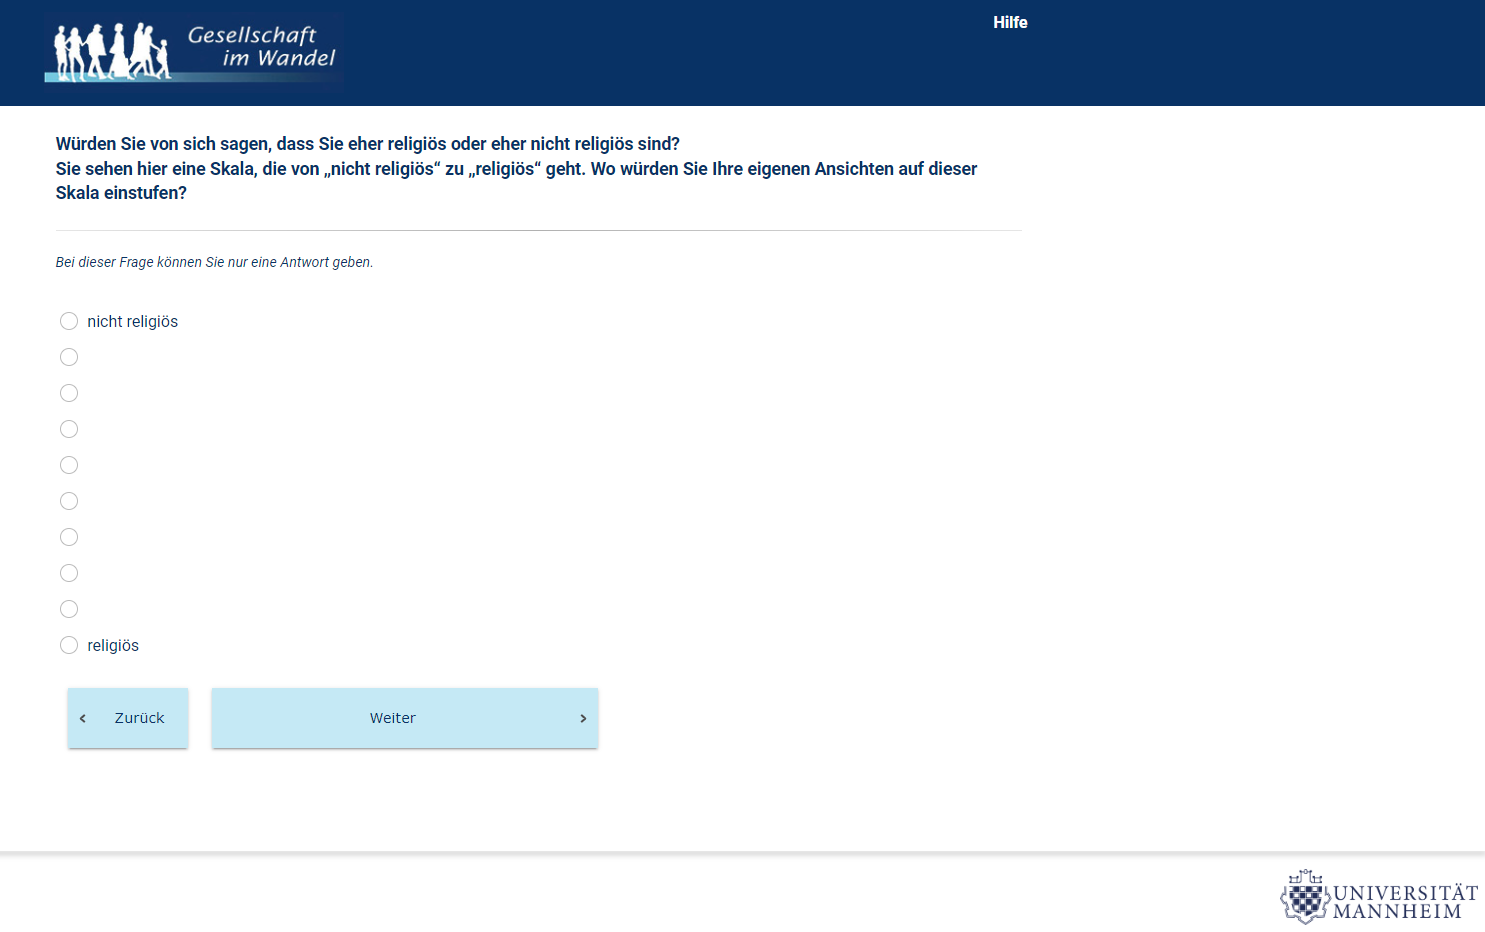 Gesellschaft
im Wandel
Hilfe
Würden Sie von sich sagen, dass Sie eher religiös oder eher nicht religiös sind?
Sie sehen hier eine Skala, die von „nicht religiös“ zu „religiös“ geht. Wo würden Sie Ihre eigenen Ansichten auf dieser
Skala einstufen?
Bei dieser Frage können Sie nur eine Antwort geben.
nicht religiös
religiös
‹ Zurück
Weiter ›
UNIVERSITÄT
MANNHEIM